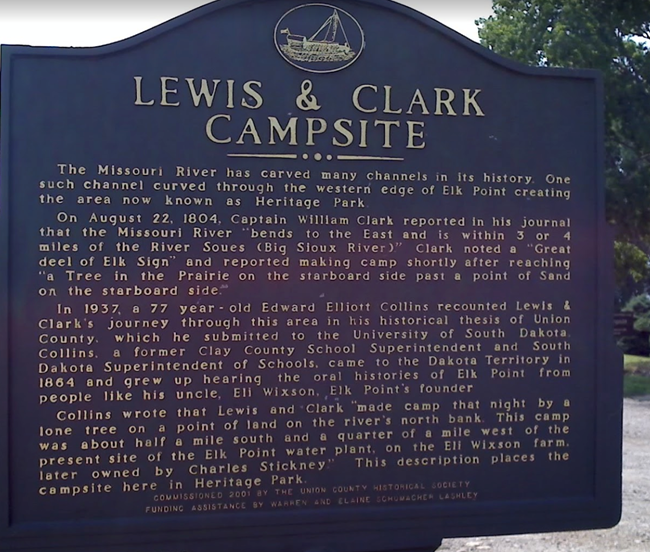 LEWIS & CLARK
CAMPSITE
The Missouri River has carved many channels in its history. One
such channel curved through the western edge of Elk Point creating
the area now known as Heritage Park.
On August 22, 1804, Captain William Clark reported in his journal
that the Missouri River "bends to the East and is within 3 or 4
miles of the River Soues (Big Sioux River)" Clark noted a "Great
deel of Elk Sign" and reported making camp shortly after reaching
"a Tree in the Prairie on the starboard side past a point of Sand
on the starboard side."
In 1937, a 77 year-old Edward Elliott Collins recounted Lewis &
Clark's journey through this area in his historical thesis of Union
County, which he submitted to the University of South Dakota.
Collins, a former Clay County School Superintendent and South
Dakota Superintendent of Schools, came to the Dakota Territory in
1864 and grew up hearing the oral histories of Elk Point from
people like his uncle, Eli Wixson, Elk Point's founder
Collins wrote that Lewis and Clark "made camp that night by a
lone tree on a point of land on the river's north bank. This camp
was about half a mile south and a quarter of a mile west of the
present site of the Elk Point water plant, on the Eli Wixson farm,
later owned by Charles Stickney." This description places the
campsite here in Heritage Park.
COMMISSIONED 2001 BY THE UNION COUNTY HISTORICAL SOCIETY
FUNDING ASSISTANCE BY WARREN AND ELAINE SCHUMACHER LASHLEY